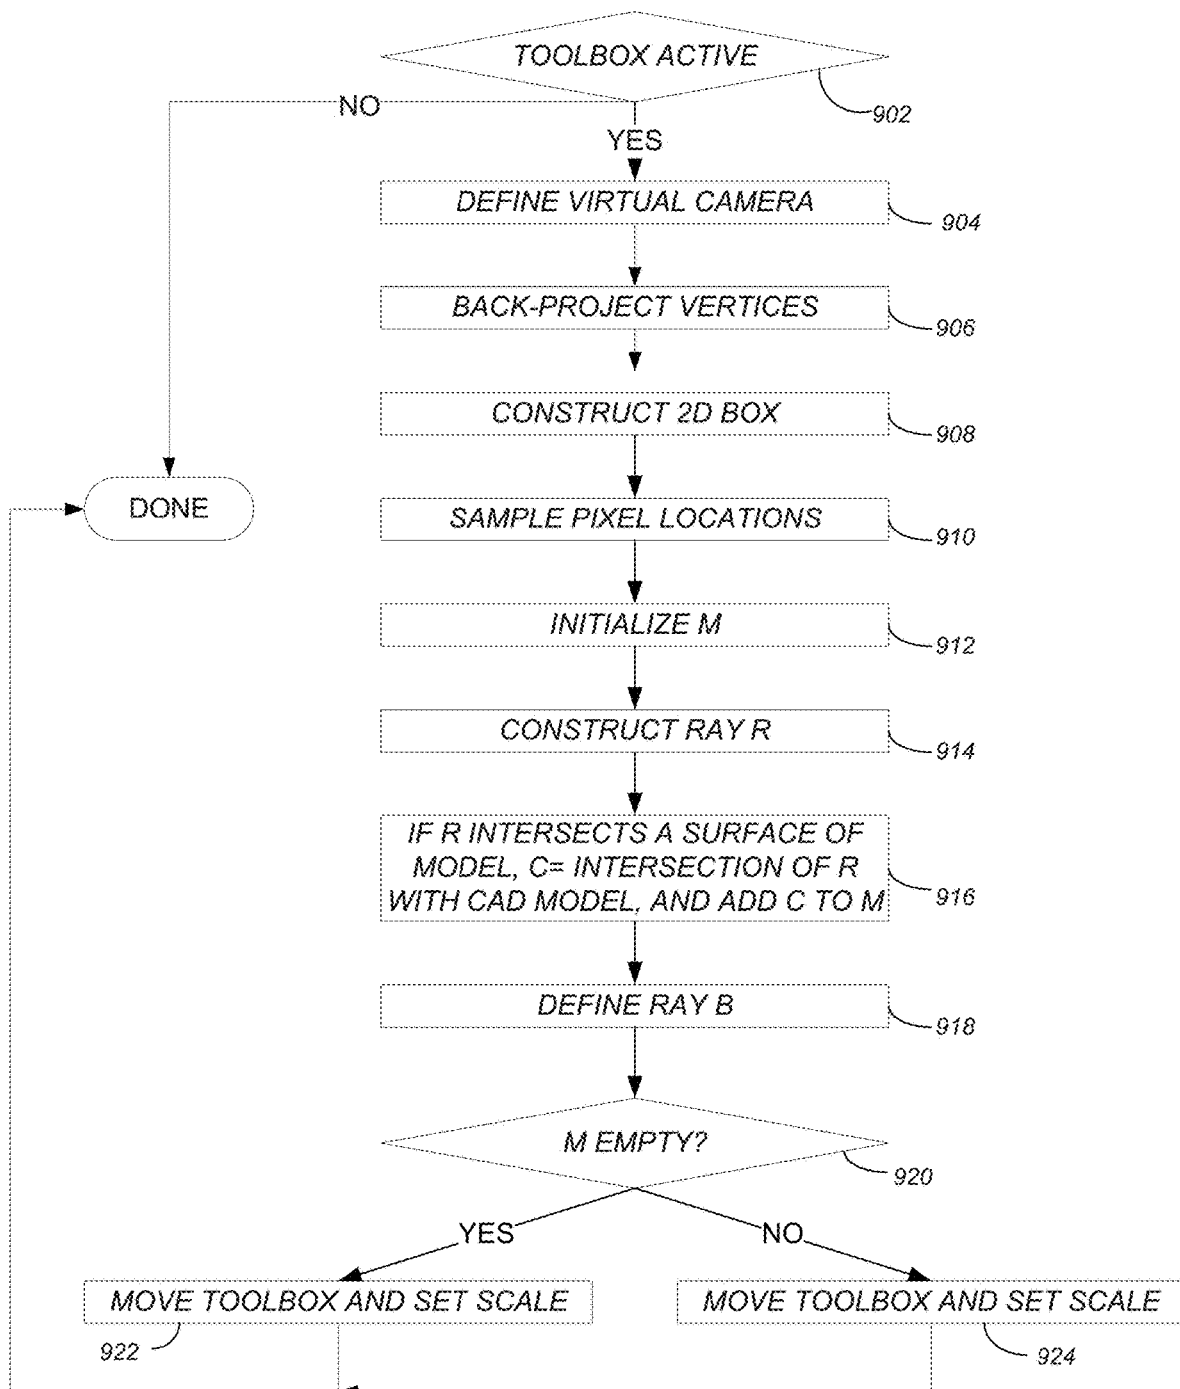 TOOLBOX ACTIVE
902
NO
YES
DEFINE VIRTUAL CAMERA
904
BACK-PROJECT VERTICES
906
CONSTRUCT 2D BOX
908
DONE
SAMPLE PIXEL LOCATIONS
910
INITIALIZE M
912
CONSTRUCT RAY R
914
IF R INTERSECTS A SURFACE OF
MODEL, C= INTERSECTION OF R
WITH CAD MODEL, AND ADD C TO M
916
DEFINE RAY B
918
M EMPTY?
920
YES
NO
MOVE TOOLBOX AND SET SCALE
MOVE TOOLBOX AND SET SCALE
922
924